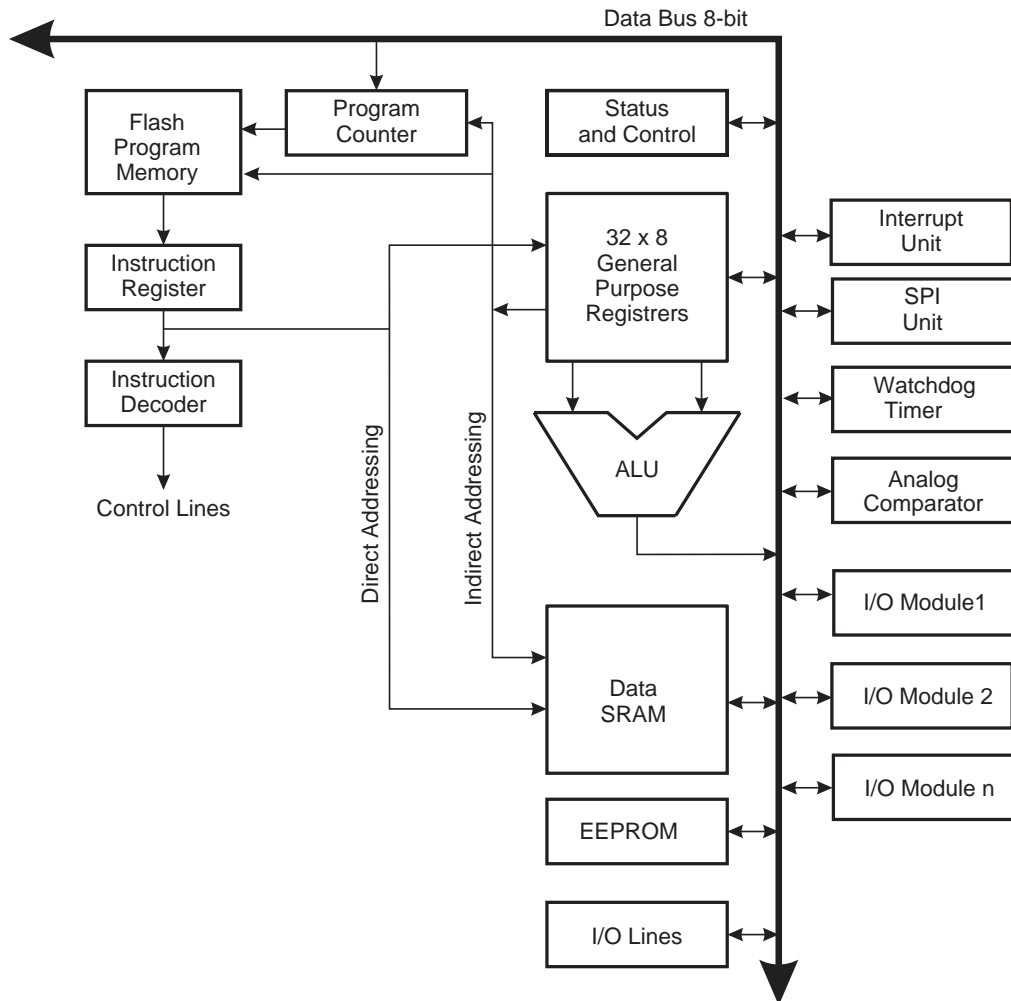 Data Bus 8-bit
Flash
Program
Memory
Program
Counter
Status
and Control
32 x 8
General
Purpose
Registrers
Interrupt
Unit
Instruction
Register
SPI
Unit
Instruction
Decoder
Watchdog
Timer
Control Lines
Direct Addressing
Indirect Addressing
ALU
Analog
Comparator
I/O Module1
Data
SRAM
I/O Module 2
I/O Module n
EEPROM
I/O Lines